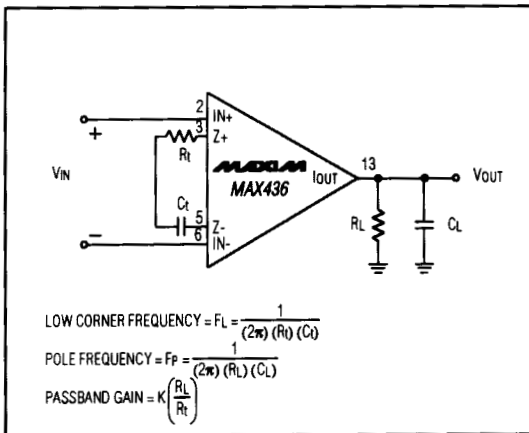 2
IN+
+
3
Z+
Rt
VIN
MAXIM
MAX436
IOUT
13
VOUT
Ct
RL
CL
5
Z-
−
6
IN-
LOW CORNER FREQUENCY = FL = 1 / (2π) (Rt) (Ct)
POLE FREQUENCY = FP = 1 / (2π) (RL) (CL)
PASSBAND GAIN = K(RL / Rt)